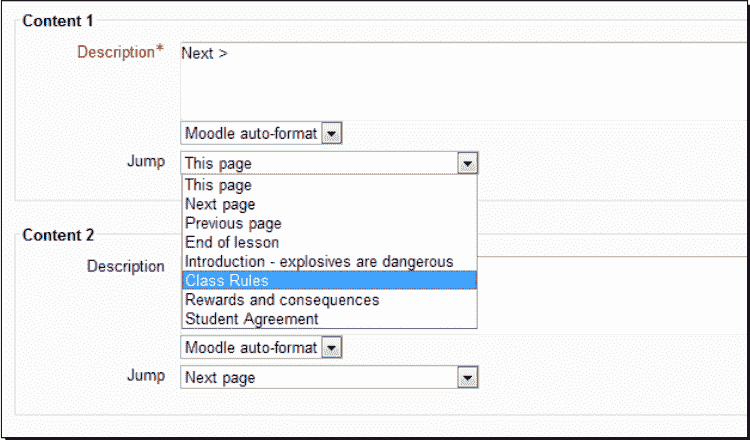 Content 1
Description* Next >
Moodle auto-format
Jump This page
This page
Next page
Previous page
End of lesson
Introduction - explosives are dangerous
Class Rules
Rewards and consequences
Student Agreement
Content 2
Description
Moodle auto-format
Jump Next page